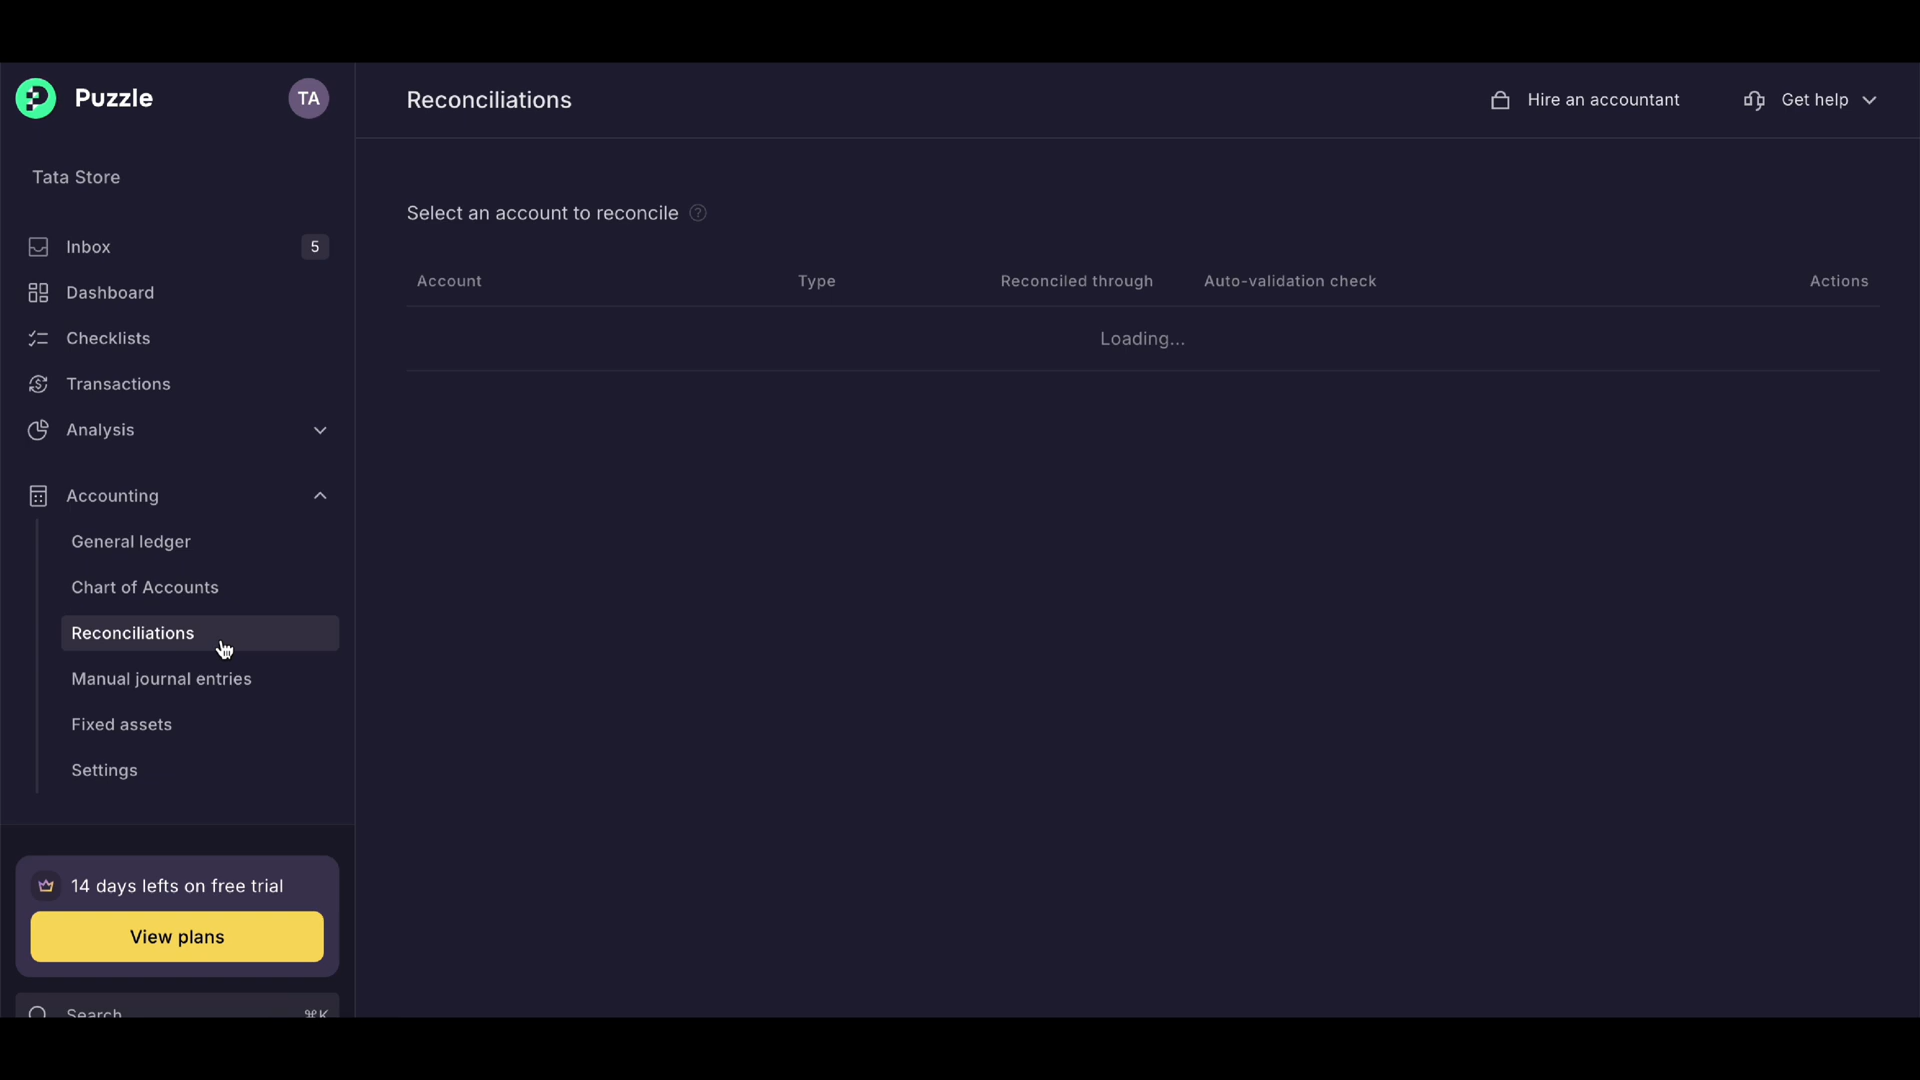 Puzzle
TA
Reconciliations
Hire an accountant
Get help
Tata Store
Select an account to reconcile
Inbox
5
Account
Type
Reconciled through
Auto-validation check
Actions
Dashboard
Checklists
Loading...
Transactions
Analysis
Accounting
General ledger
Chart of Accounts
Reconciliations
Manual journal entries
Fixed assets
Settings
14 days lefts on free trial
View plans
Search
⌘K